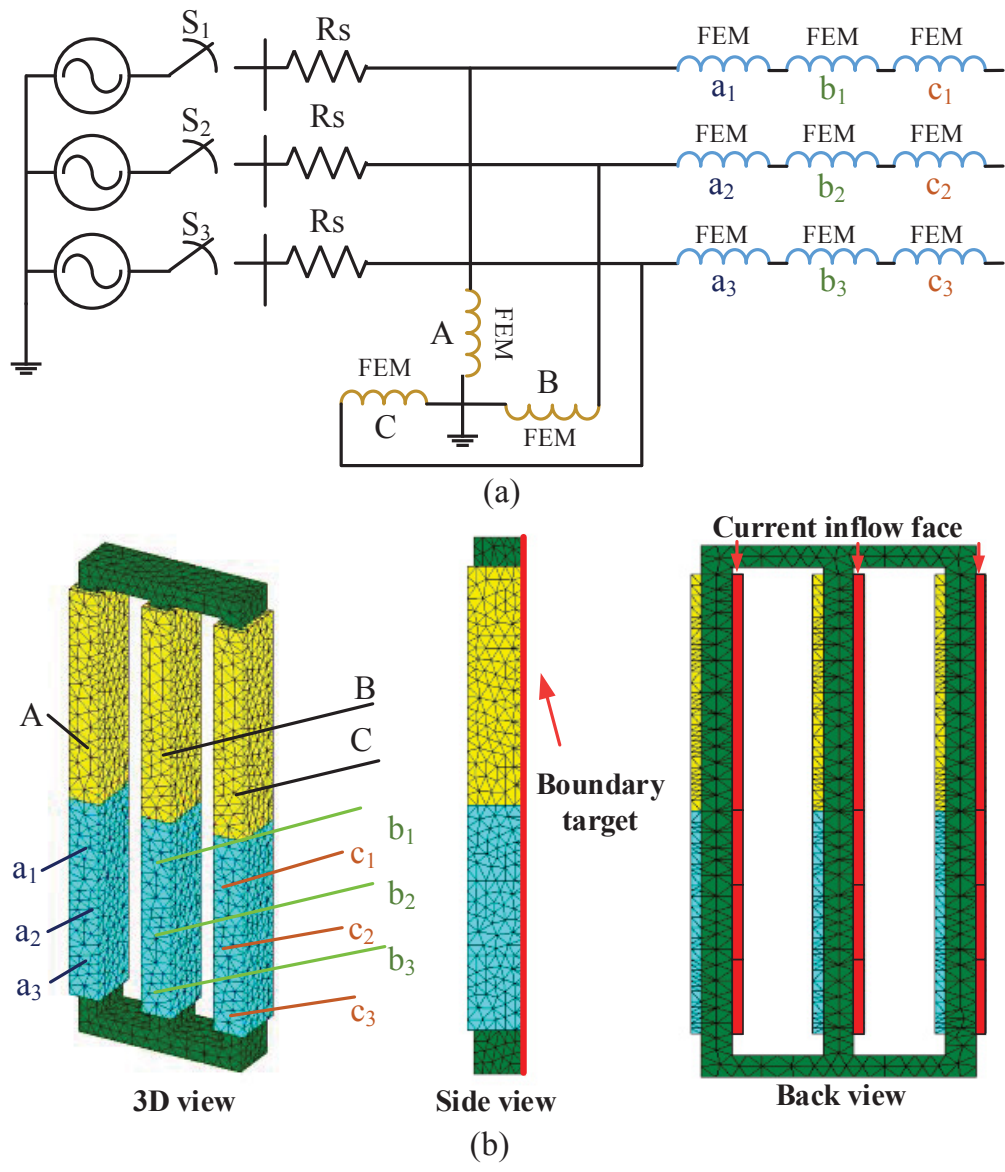 S1
Rs
FEM FEM FEM
a1 b1 c1
S2
Rs
FEM FEM FEM
a2 b2 c2
S3
Rs
FEM FEM FEM
a3 b3 c3
A
FEM
FEM
B
C
FEM
(a)
Current inflow face
A
B
C
Boundary
target
a1
b1
c1
a2
b2
c2
a3
b3
c3
3D view
Side view
Back view
(b)